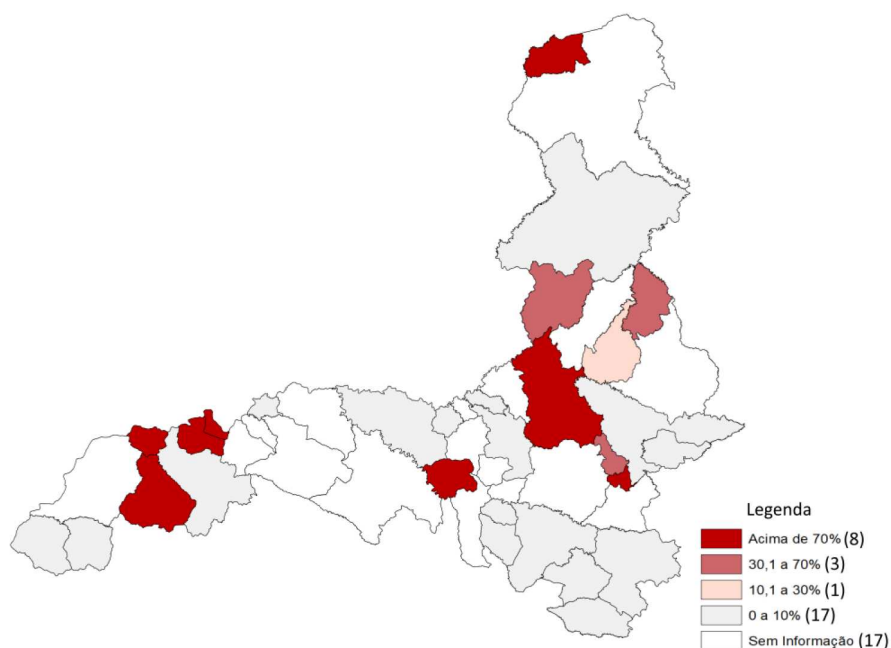 Legenda
Acima de 70% (8)
30,1 a 70% (3)
10,1 a 30% (1)
0 a 10% (17)
Sem Informação (17)